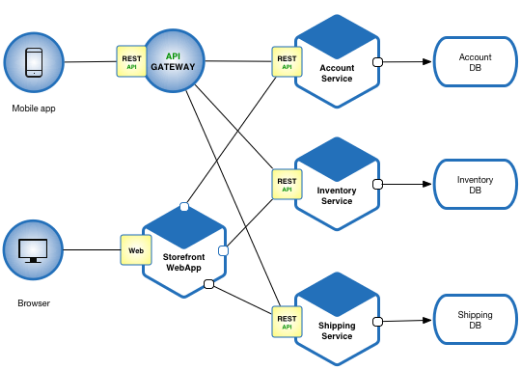 REST
API
API
GATEWAY
Mobile app
REST
API
Account
Service
Account
DB
REST
API
Inventory
Service
Inventory
DB
Web
Storefront
WebApp
Browser
REST
API
Shipping
Service
Shipping
DB